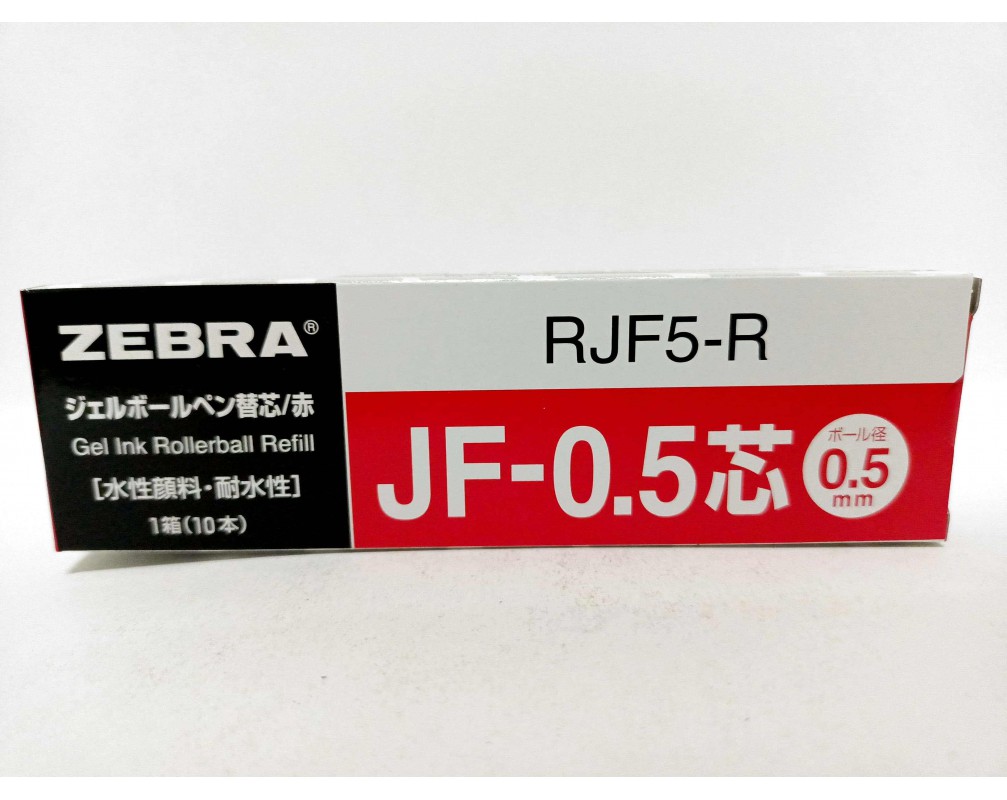 ZEBRA®
ジェルボールペン替芯/赤
Gel Ink Rollerball Refill
[水性顔料・耐水性]
1箱(10本)
RJF5-R
JF-0.5芯
ボール径
0.5
mm